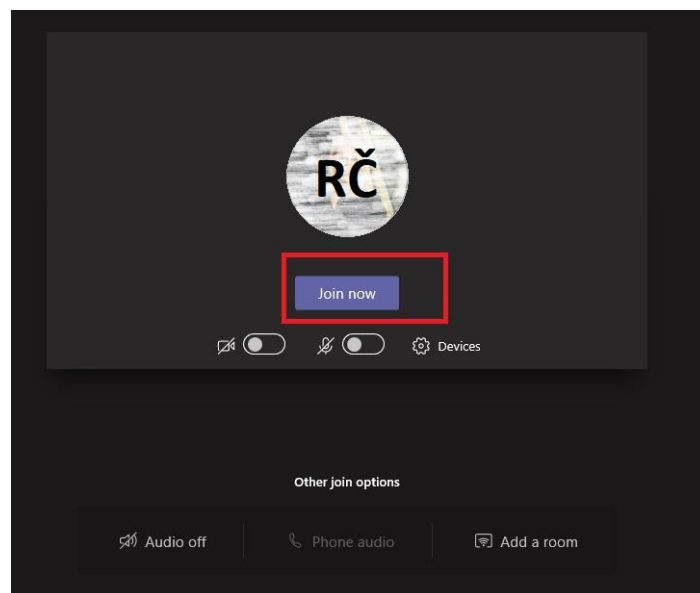 RČ
Join now
Devices
Other join options
Audio off
Phone audio
Add a room